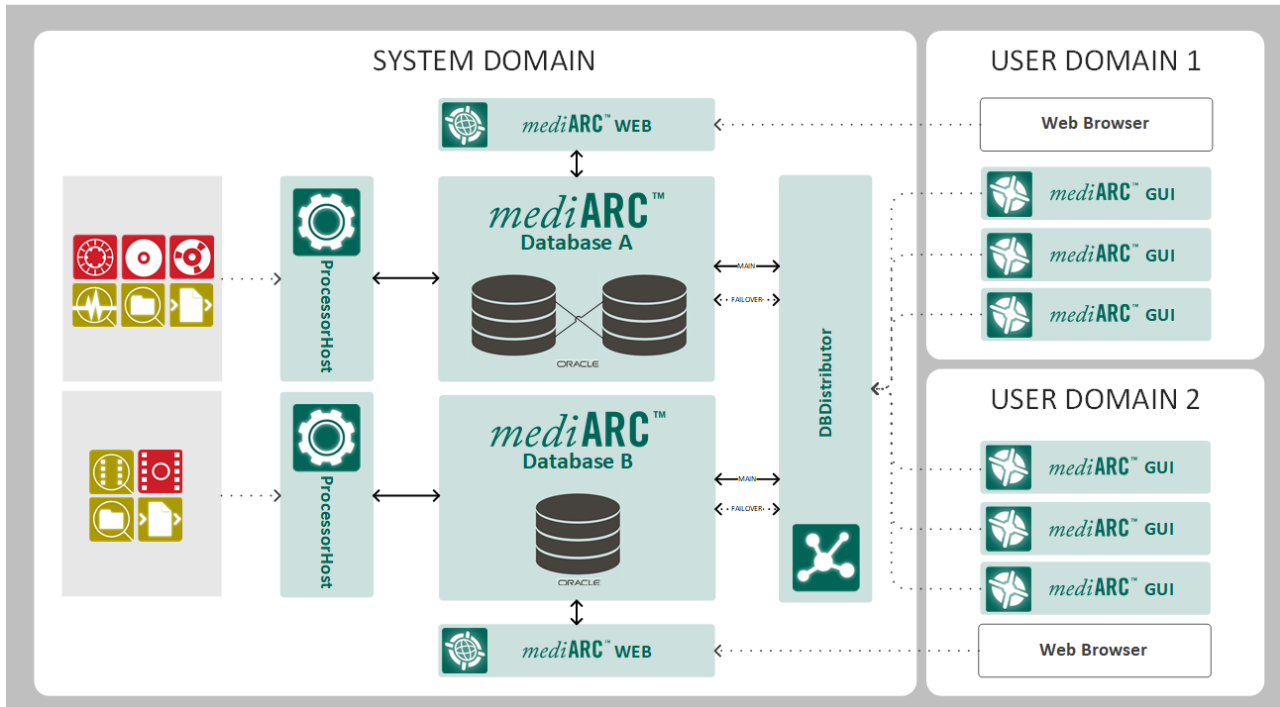 SYSTEM DOMAIN
mediARC™ WEB
ProcessorHost
mediARC™
Database A
ORACLE
MAIN
FAILOVER
ProcessorHost
mediARC™
Database B
ORACLE
MAIN
FAILOVER
DBDistributor
mediARC™ WEB
USER DOMAIN 1
Web Browser
mediARC™ GUI
mediARC™ GUI
mediARC™ GUI
USER DOMAIN 2
mediARC™ GUI
mediARC™ GUI
mediARC™ GUI
Web Browser